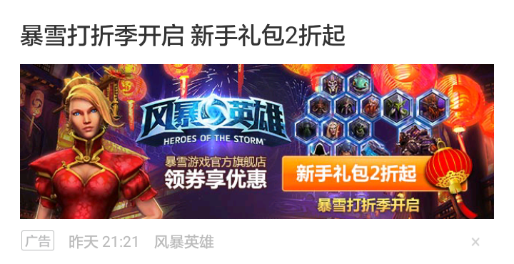 暴雪打折季开启 新手礼包2折起
风暴英雄
HEROES OF THE STORM
暴雪游戏官方旗舰店
领券享优惠
新手礼包2折起
暴雪打折季开启
广告 昨天 21:21 风暴英雄 ×